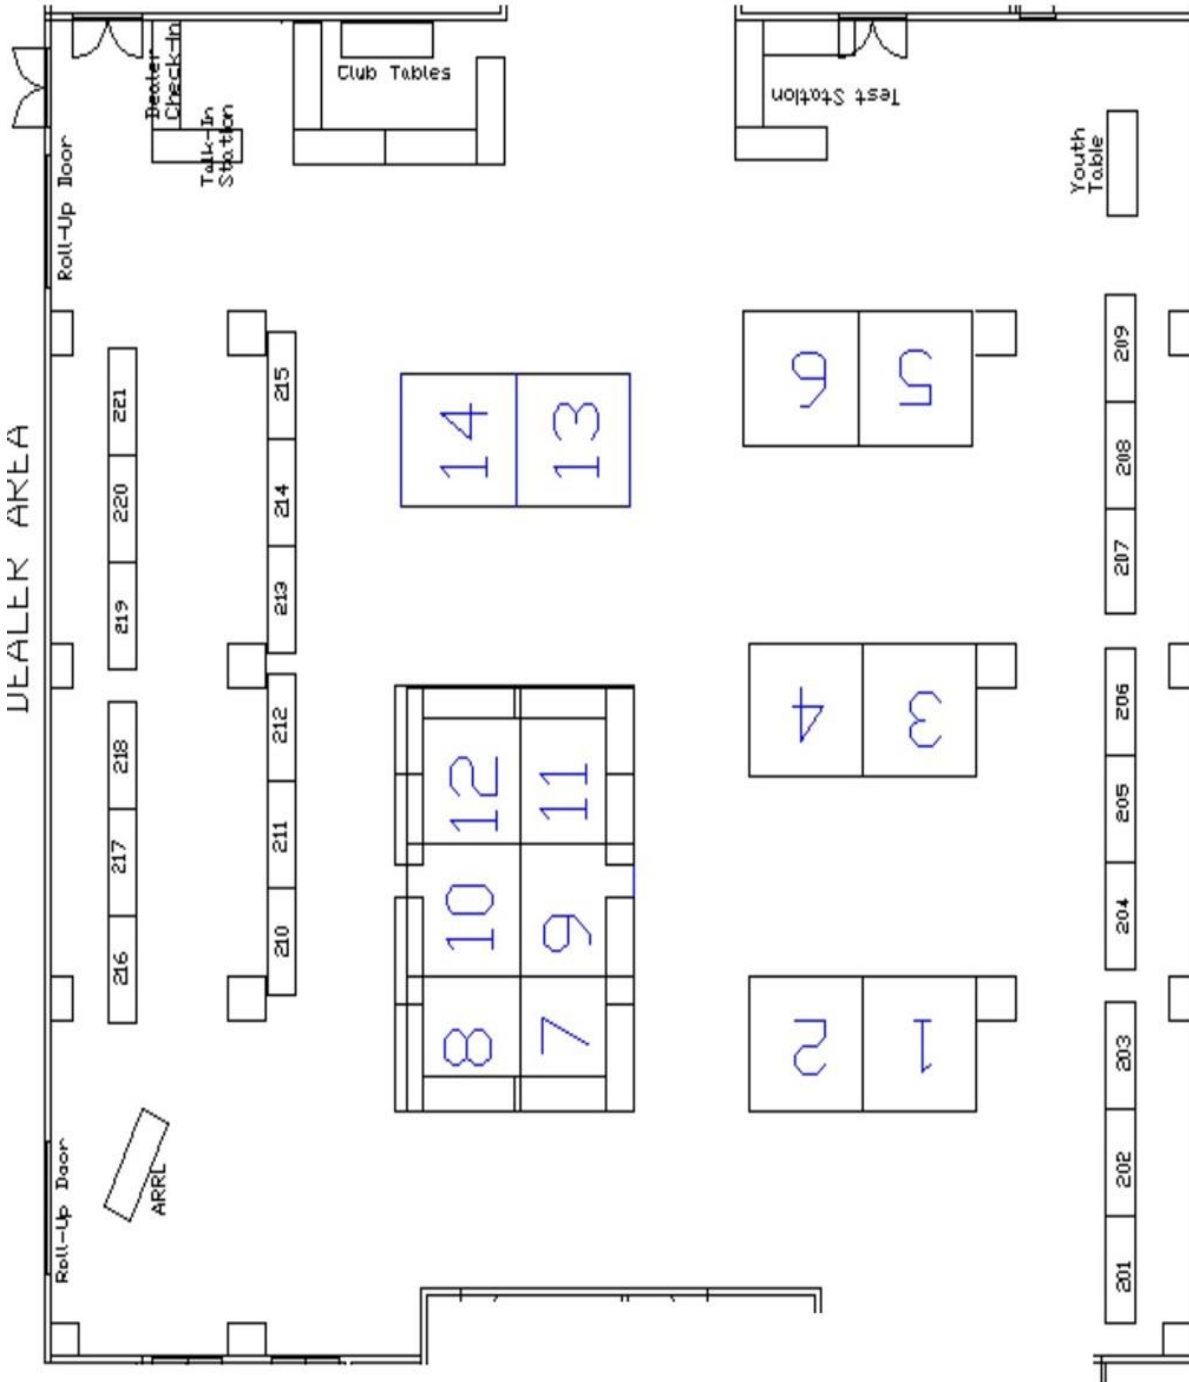 DEALER AREA
Dealer
Check-In
Talk-In
Station
Club Tables
Test Station
Youth
Table
Roll-Up Door
221
220
219
218
217
216
215
214
213
212
211
210
14
13
12
11
10
9
8
7
6
5
4
3
2
1
209
208
207
206
205
204
203
202
201
ARRL
Roll-Up Door